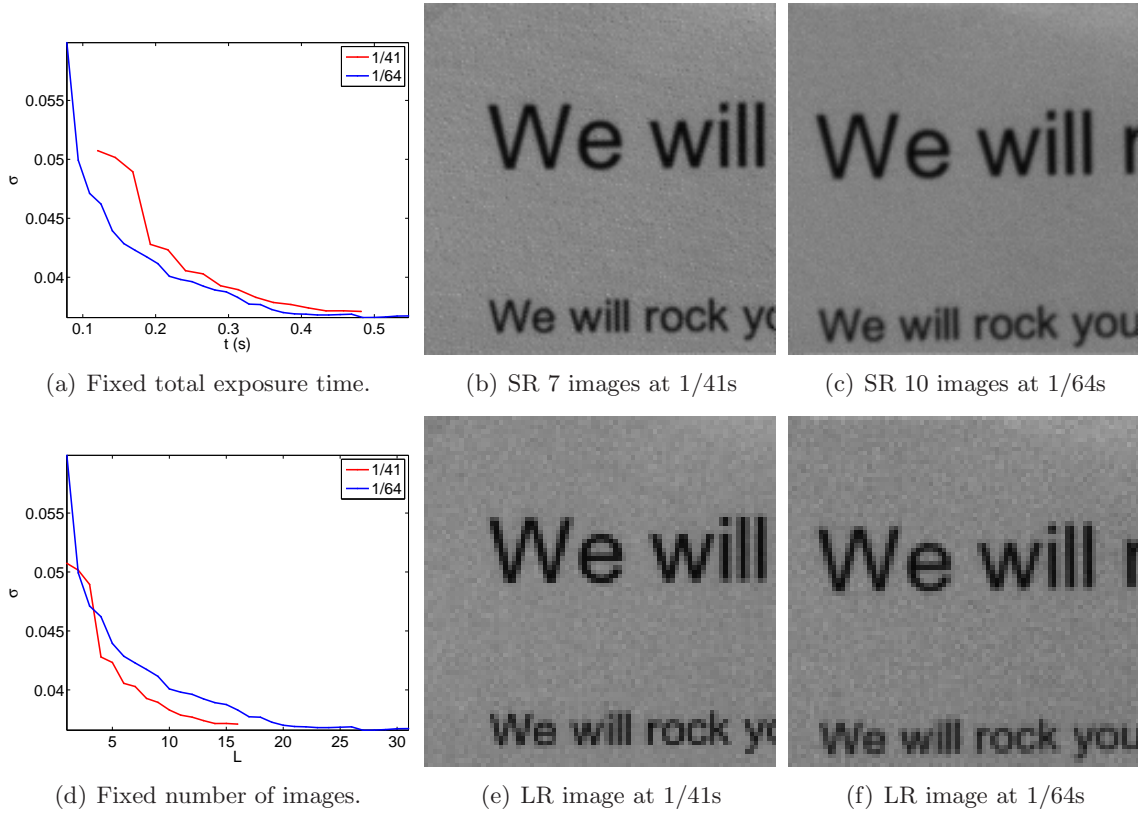 1/41
1/64
0.055
0.05
0.045
0.04
σ
0.1 0.2 0.3 0.4 0.5
t (s)
We will
We will rock yo
We will r
We will rock you
(a) Fixed total exposure time.
(b) SR 7 images at 1/41s
(c) SR 10 images at 1/64s
1/41
1/64
0.055
0.05
0.045
0.04
σ
5 10 15 20 25 30
L
We will
We will rock yo
We will r
We will rock you
(d) Fixed number of images.
(e) LR image at 1/41s
(f) LR image at 1/64s